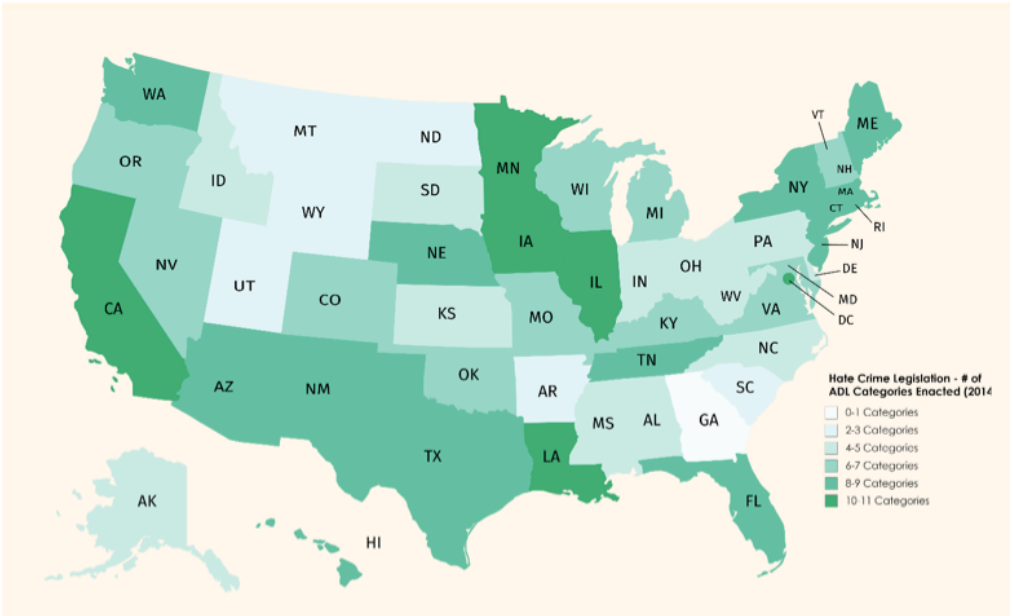 WA
MT
ND
MN
VT
ME
OR
ID
SD
WI
MI
NH
NY
MA
CT
RI
WY
NE
IA
PA
NJ
NV
UT
CO
IL
IN
OH
DE
CA
KS
MO
WV
VA
MD
DC
KY
AZ
NM
OK
AR
TN
NC
SC
TX
LA
MS
AL
GA
FL
AK
HI
Hate Crime Legislation - # of
ADL Categories Enacted (2014
0-1 Categories
2-3 Categories
4-5 Categories
6-7 Categories
8-9 Categories
10-11 Categories